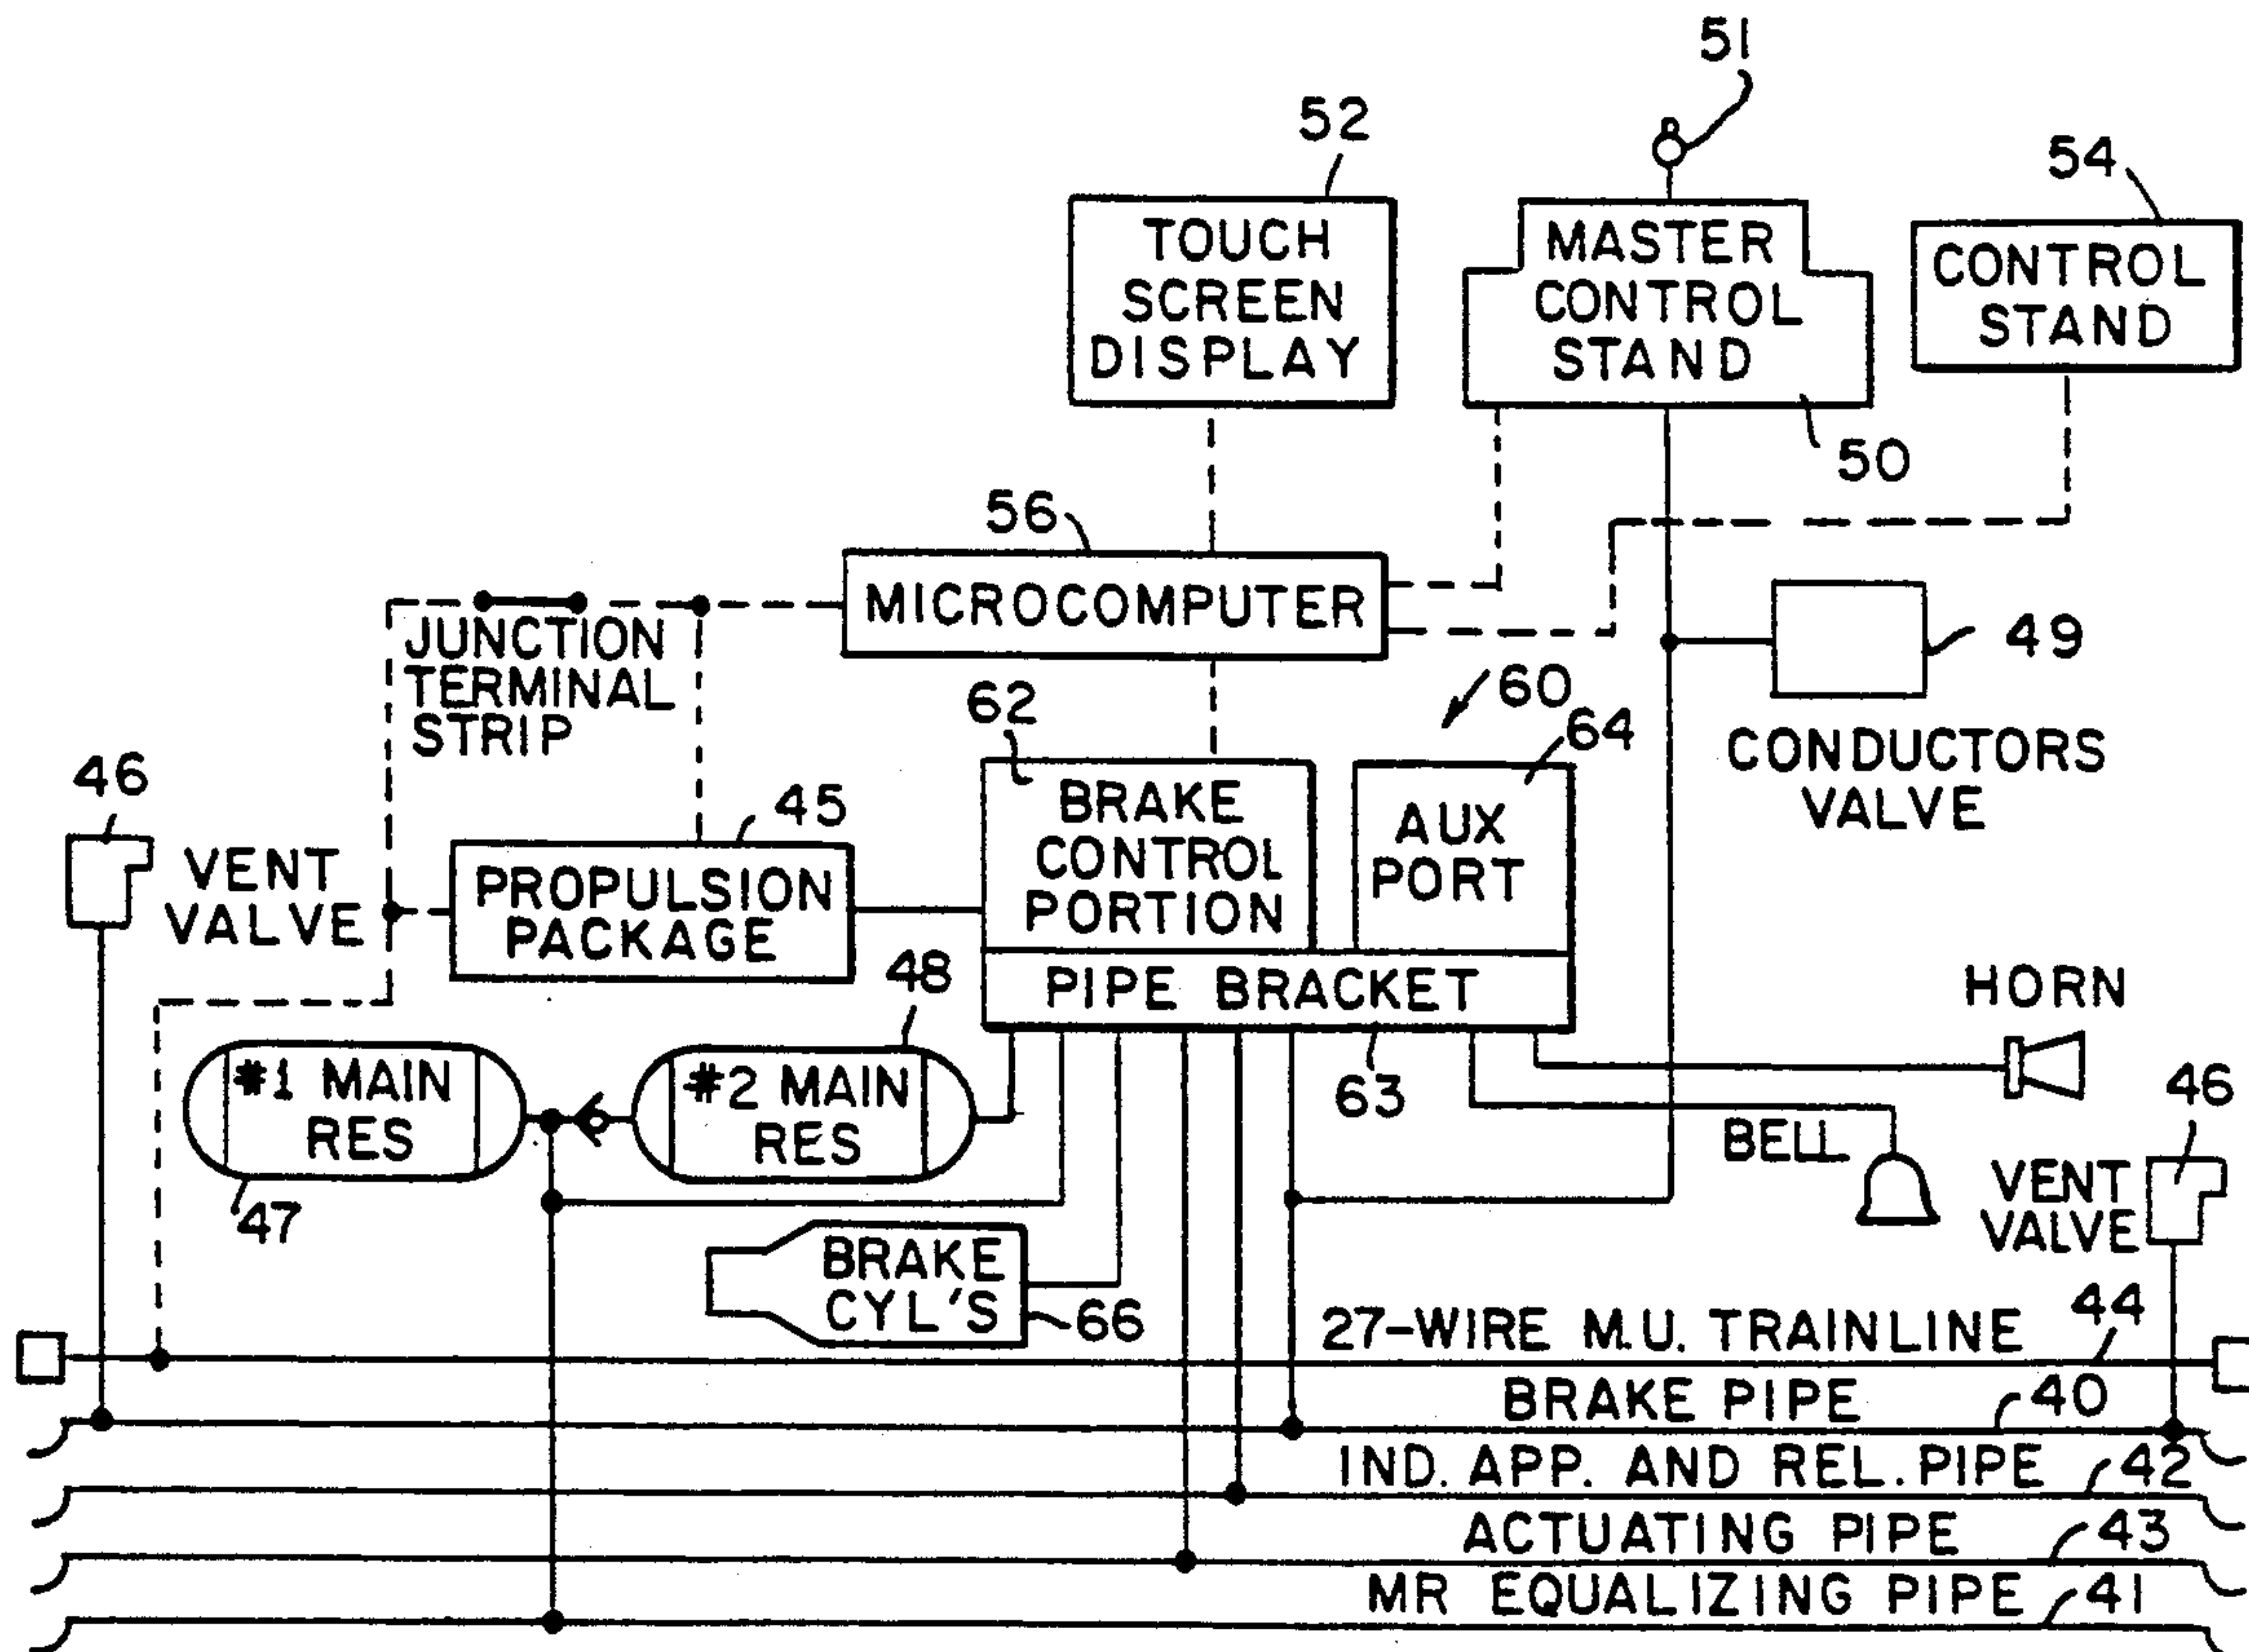 51
52
54
TOUCH
SCREEN
DISPLAY
MASTER
CONTROL
STAND
CONTROL
STAND
50
56
MICROCOMPUTER
JUNCTION
TERMINAL
STRIP
49
CONDUCTORS
VALVE
60
62
64
46
VENT
VALVE
45
PROPULSION
PACKAGE
BRAKE
CONTROL
PORTION
AUX
PORT
PIPE BRACKET
63
48
HORN
#1 MAIN
RES
47
#2 MAIN
RES
BELL
46
VENT
VALVE
BRAKE
CYL'S
66
27-WIRE M.U. TRAINLINE 44
BRAKE PIPE 40
IND. APP. AND REL. PIPE 42
ACTUATING PIPE 43
MR EQUALIZING PIPE 41